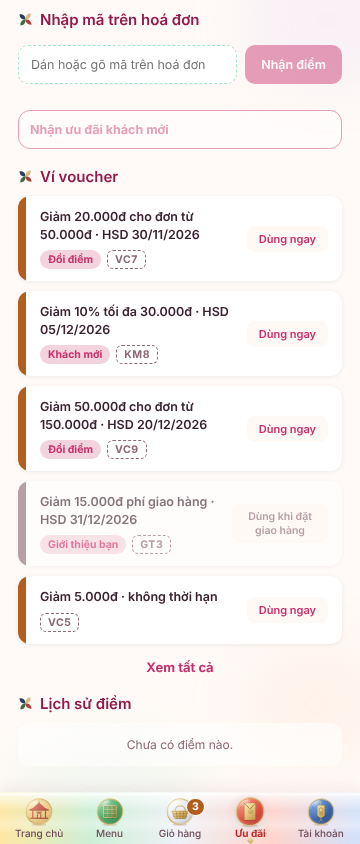 Nhập mã trên hoá đơn
Dán hoặc gõ mã trên hoá đơn
Nhận điểm
Nhận ưu đãi khách mới
Ví voucher
Giảm 20.000đ cho đơn từ
50.000đ · HSD 30/11/2026
Đổi điểm
VC7
Dùng ngay
Giảm 10% tối đa 30.000đ · HSD
05/12/2026
Khách mới
KM8
Dùng ngay
Giảm 50.000đ cho đơn từ
150.000đ · HSD 20/12/2026
Đổi điểm
VC9
Dùng ngay
Giảm 15.000đ phí giao hàng ·
HSD 31/12/2026
Giới thiệu bạn
GT3
Dùng khi đặt
giao hàng
Giảm 5.000đ · không thời hạn
VC5
Dùng ngay
Xem tất cả
Lịch sử điểm
Chưa có điểm nào.
3
Trang chủ
Menu
Giỏ hàng
Ưu đãi
Tài khoản